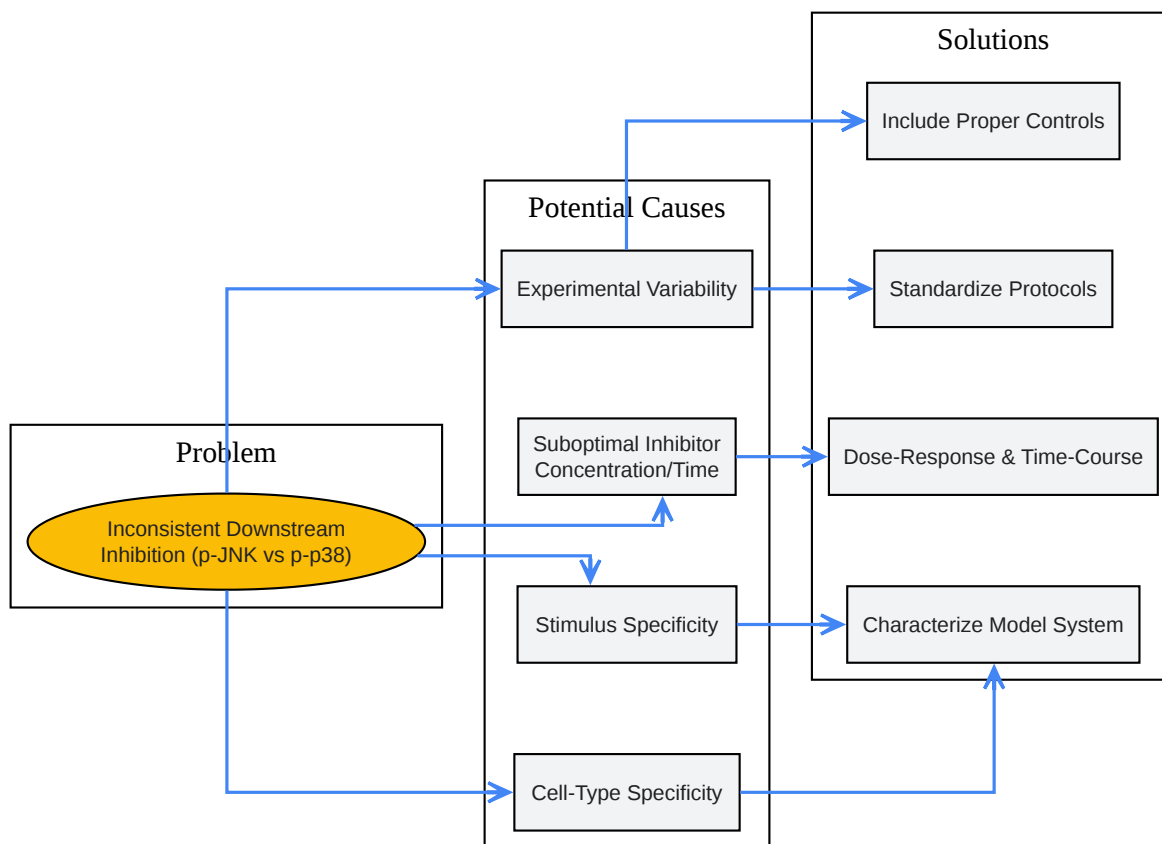 Problem
Inconsistent Downstream
Inhibition (p-JNK vs p-p38)
Potential Causes
Experimental Variability
Suboptimal Inhibitor
Concentration/Time
Stimulus Specificity
Cell-Type Specificity
Solutions
Include Proper Controls
Standardize Protocols
Dose-Response & Time-Course
Characterize Model System